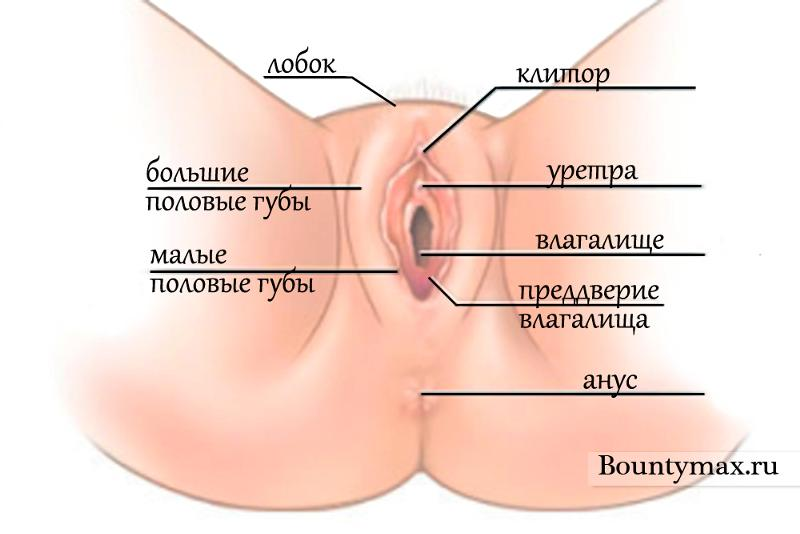 лобок
клитор
большие
половые губы
уретра
влагалище
малые
половые губы
преддверие
влагалища
анус
Bountymax.ru